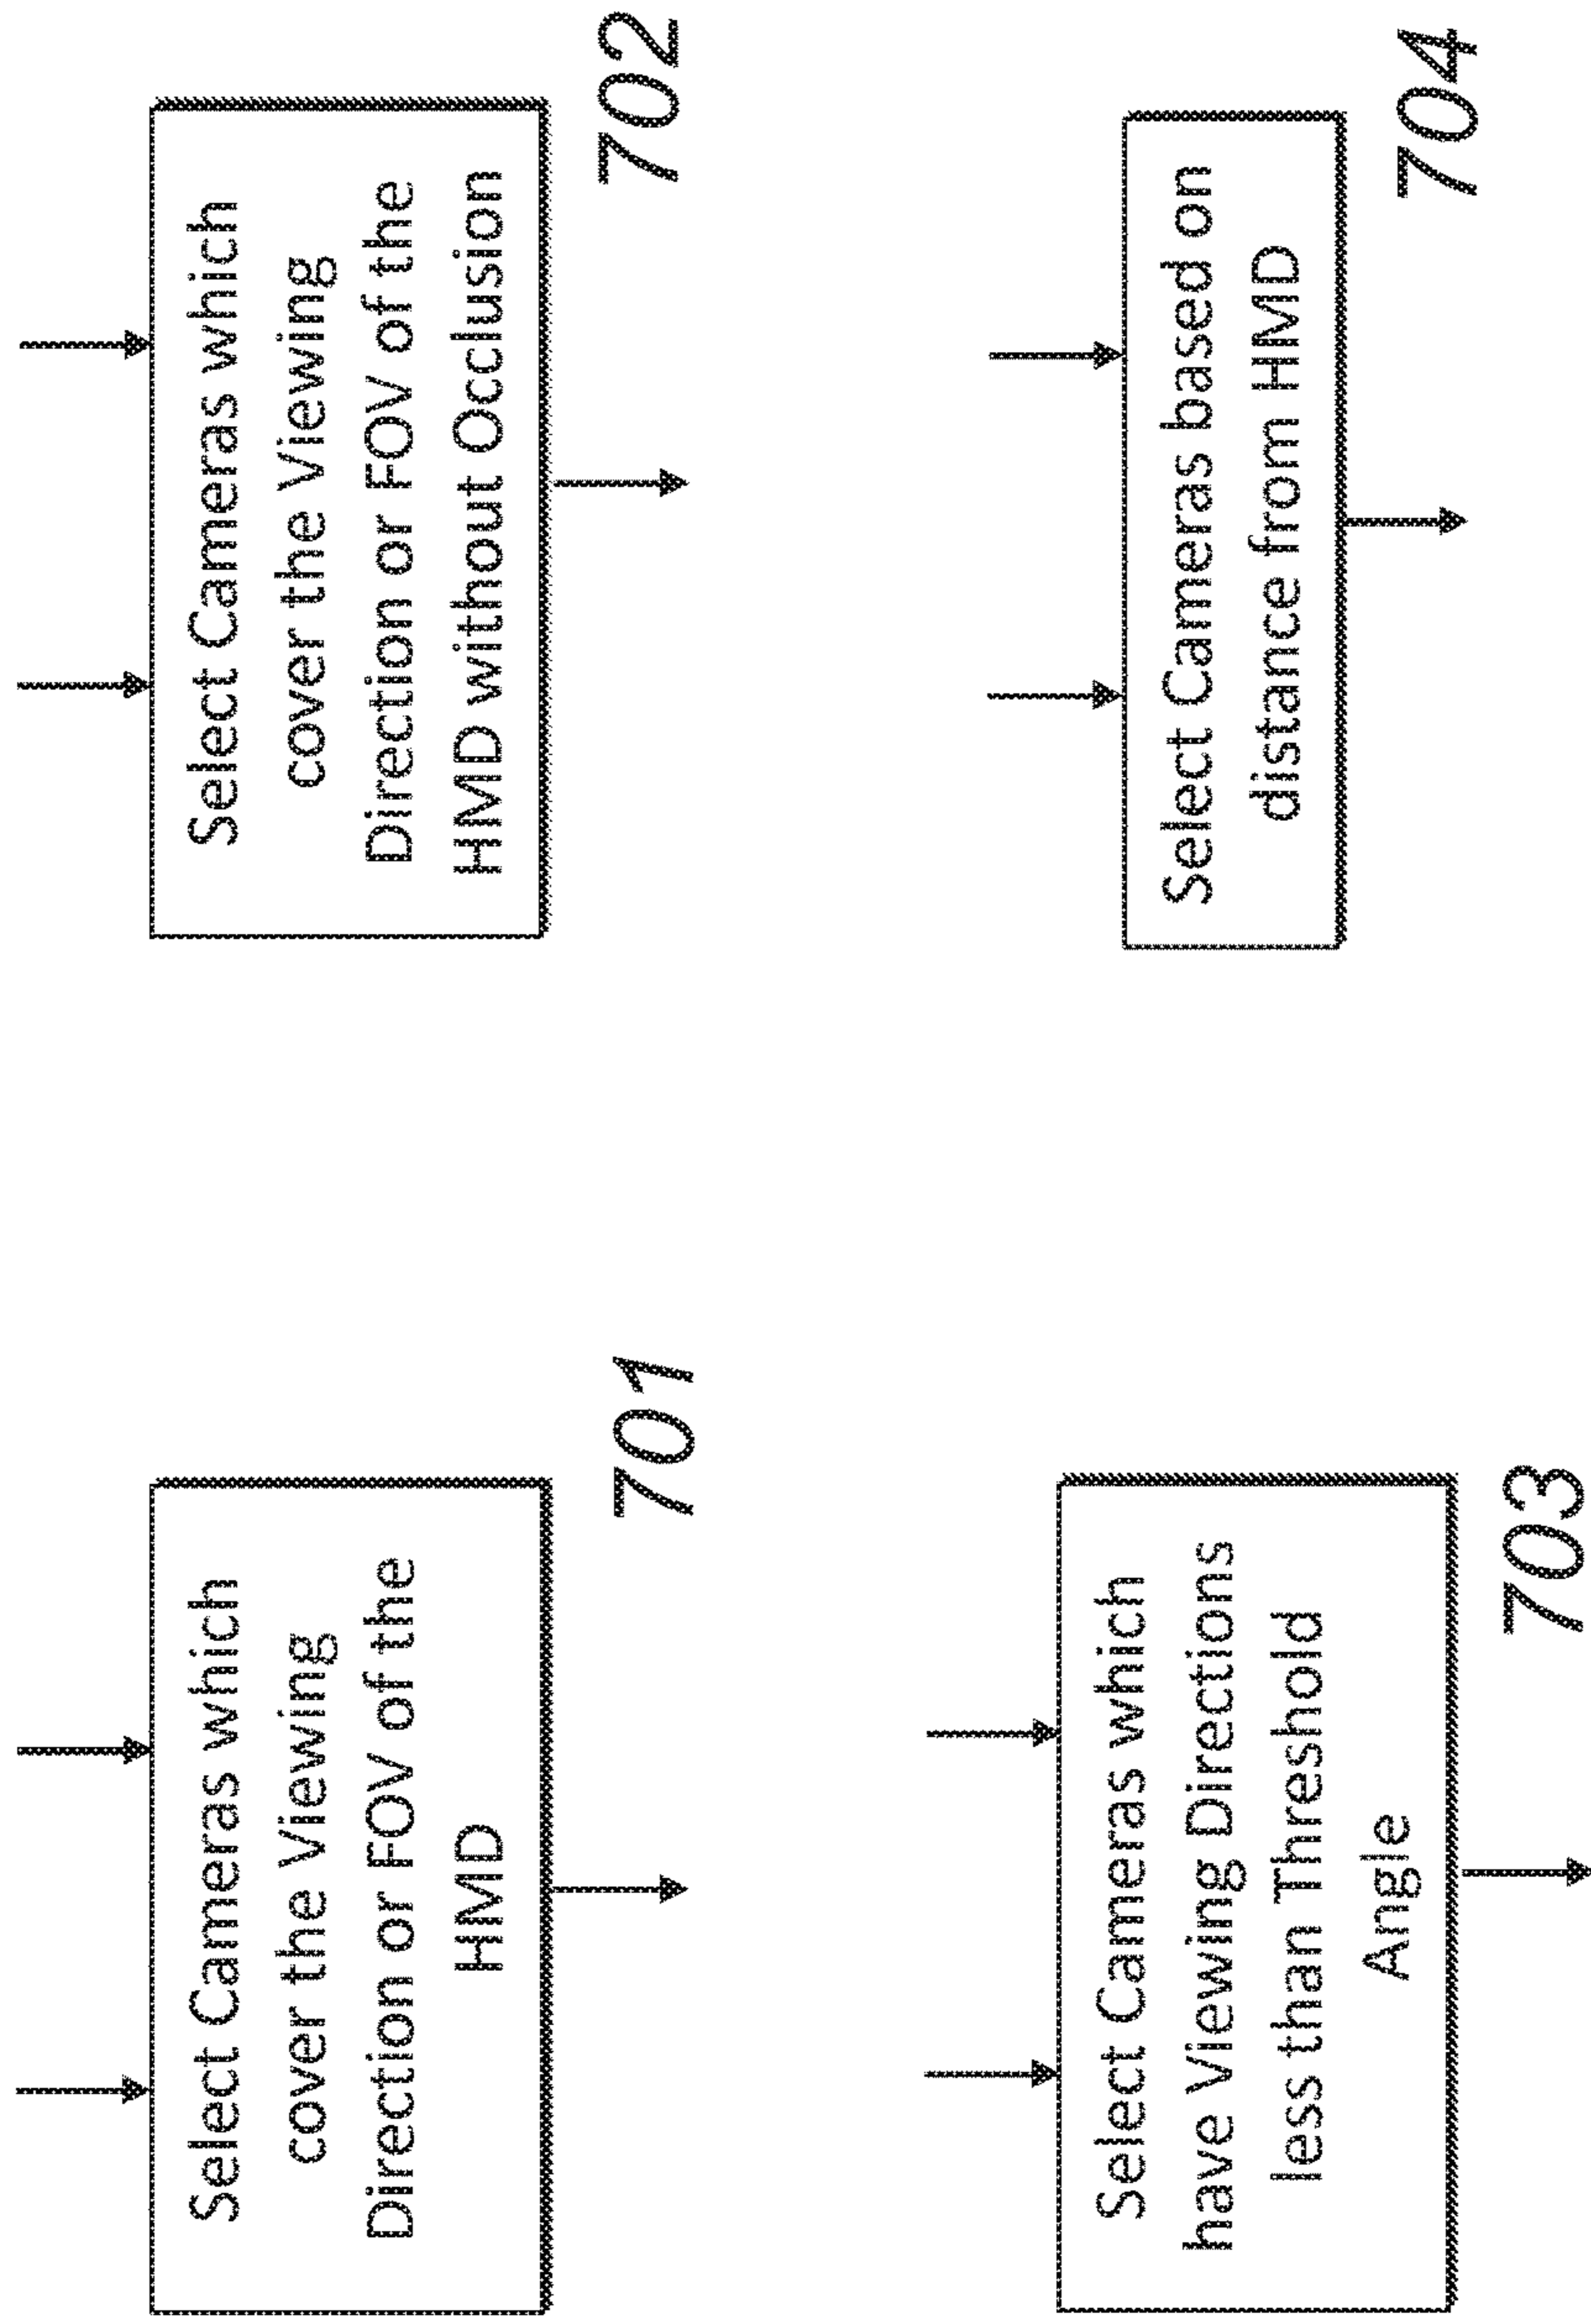 Select Cameras which
cover the Viewing
Direction or FOV of the
HMD
701
Select Cameras which
cover the Viewing
Direction or FOV of the
HMD without Occlusion
702
Select Cameras which
have Viewing Directions
less than Threshold
Angle
703
Select Cameras based on
distance from HMD
704